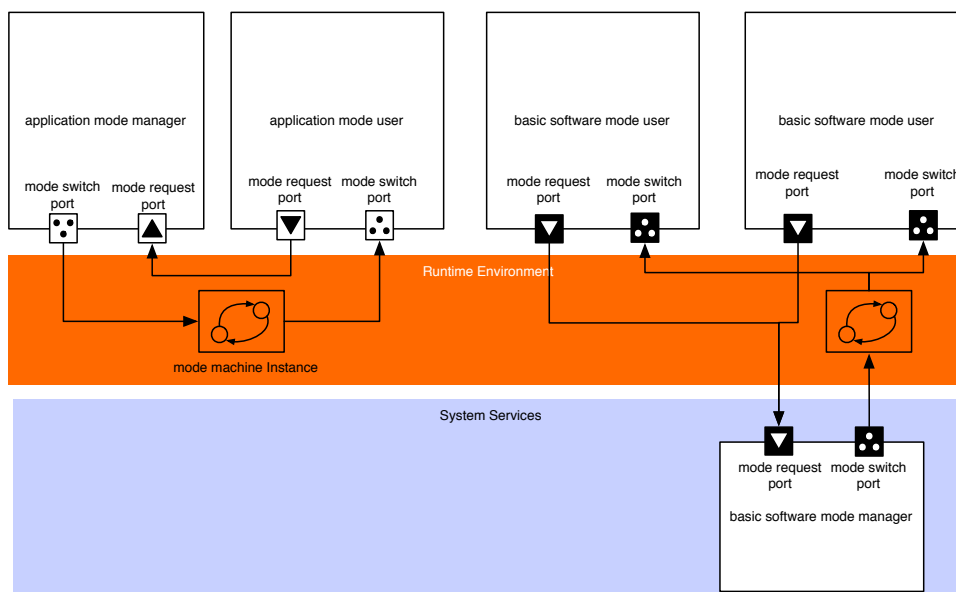 application mode manager
application mode user
basic software mode user
basic software mode user
mode switch
port
mode request
port
mode request
port
mode switch
port
mode request
port
mode switch
port
mode request
port
mode switch
port
Runtime Environment
mode machine Instance
System Services
mode request
port
mode switch
port
basic software mode manager